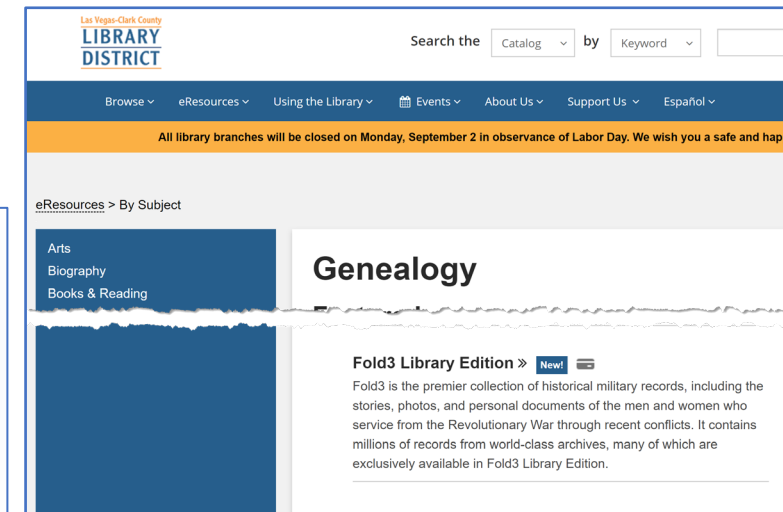 Las Vegas-Clark County
LIBRARY
DISTRICT
Search the Catalog by Keyword
Browse eResources Using the Library Events About Us Support Us Español
All library branches will be closed on Monday, September 2 in observance of Labor Day. We wish you a safe and hap
eResources > By Subject
Arts
Biography
Books & Reading
Genealogy
Fold3 Library Edition » New!
Fold3 is the premier collection of historical military records, including the
stories, photos, and personal documents of the men and women who
service from the Revolutionary War through recent conflicts. It contains
millions of records from world-class archives, many of which are
exclusively available in Fold3 Library Edition.